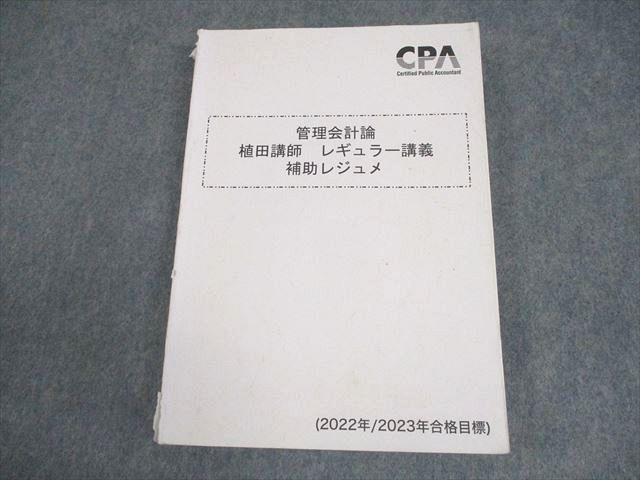 CPA
Certified Public Accountant
管理会計論
植田講師　レギュラー講義
補助レジュメ
(2022年/2023年合格目標)